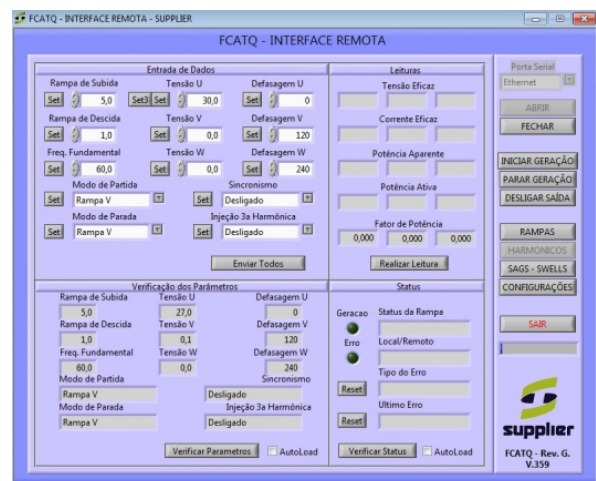 FCATQ - INTERFACE REMOTA - SUPPLIER
FCATQ - INTERFACE REMOTA
Entrada de Dados
Rampa de Subida Tensão U Defasagem U
Set 5,0 Set3 Set 30,0 Set 0
Rampa de Descida Tensão V Defasagem V
Set 1,0 Set 0,0 Set 120
Freq. Fundamental Tensão W Defasagem W
Set 60,0 Set 0,0 Set 240
Modo de Partida Sincronismo
Set Rampa V Set Desligado
Modo de Parada Injeção 3a Harmónica
Set Rampa V Set Desligado
Enviar Todos
Leituras
Tensão Eficaz
Corrente Eficaz
Potência Aparente
Potência Ativa
Fator de Potência
0,000 0,000 0,000
Realizar Leitura
Verificação dos Parâmetros
Rampa de Subida Tensão U Defasagem U
5,0 27,0 0
Rampa de Descida Tensão V Defasagem V
1,0 0,1 120
Freq. Fundamental Tensão W Defasagem W
60,0 0,0 240
Modo de Partida Sincronismo
Rampa V Desligado
Modo de Parada Injeção 3a Harmónica
Rampa V Desligado
Verificar Parametros AutoLoad
Status
Geracao Status da Rampa
Erro Local/Remoto
Tipo do Erro
Reset
Ultimo Erro
Reset
Verificar Status AutoLoad
Porta Serial
Ethernet
ABRIR
FECHAR
INICIAR GERAÇÃO
PARAR GERAÇÃO
DESLIGAR SAÍDA
RAMPAS
HARMONICOS
SAGS - SWELLS
CONFIGURAÇÕES
SAIR
supplier
FCATQ - Rev. G.
V.359